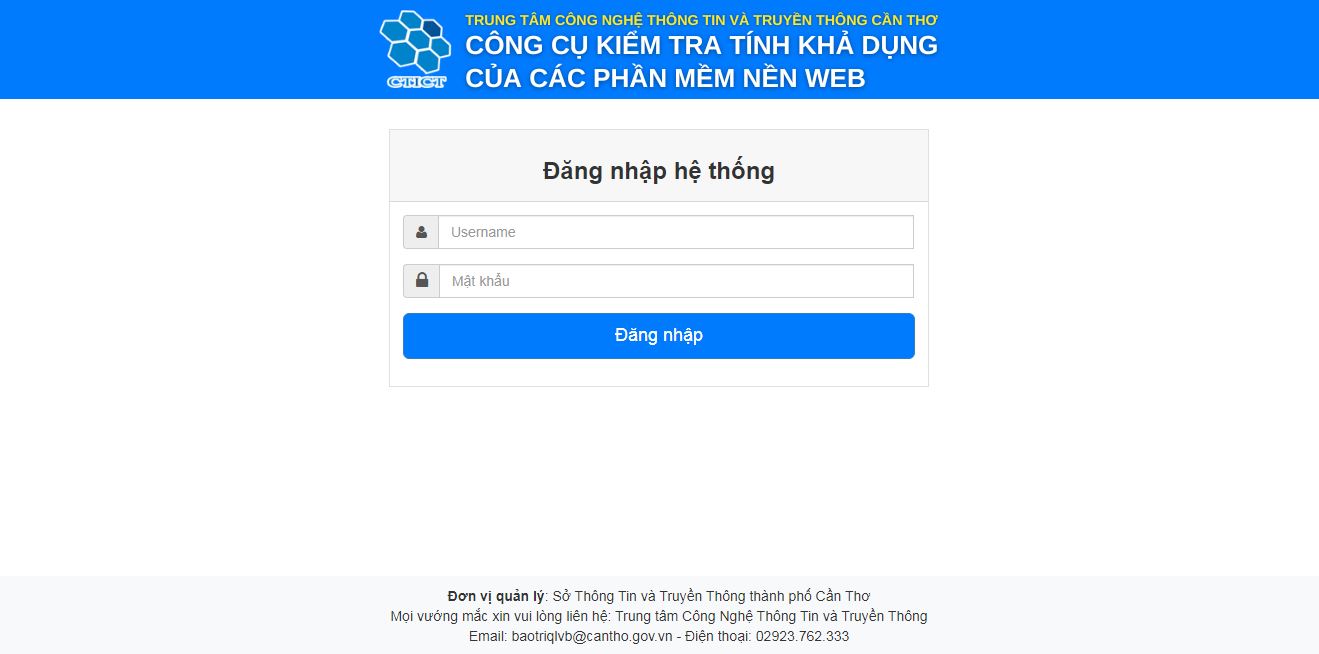 TRUNG TÂM CÔNG NGHỆ THÔNG TIN VÀ TRUYỀN THÔNG CẦN THƠ
CÔNG CỤ KIỂM TRA TÍNH KHẢ DỤNG
CỦA CÁC PHẦN MỀM NỀN WEB
CTICT
Đăng nhập hệ thống
Username
Mật khẩu
Đăng nhập
Đơn vị quản lý: Sở Thông Tin và Truyền Thông thành phố Cần Thơ
Mọi vướng mắc xin vui lòng liên hệ: Trung tâm Công Nghệ Thông Tin và Truyền Thông
Email: baotriqlvb@cantho.gov.vn - Điện thoại: 02923.762.333